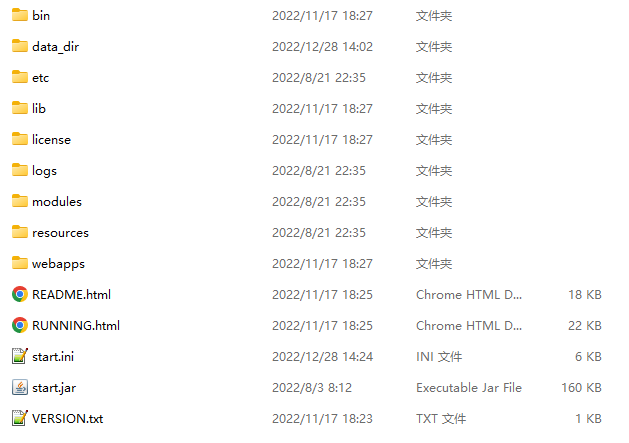 bin 2022/11/17 18:27 文件夹
data_dir 2022/12/28 14:02 文件夹
etc 2022/8/21 22:35 文件夹
lib 2022/11/17 18:27 文件夹
license 2022/11/17 18:27 文件夹
logs 2022/8/21 22:35 文件夹
modules 2022/8/21 22:35 文件夹
resources 2022/8/21 22:35 文件夹
webapps 2022/11/17 18:27 文件夹
README.html 2022/11/17 18:25 Chrome HTML D... 18 KB
RUNNING.html 2022/11/17 18:25 Chrome HTML D... 22 KB
start.ini 2022/12/28 14:24 INI 文件 6 KB
start.jar 2022/8/3 8:12 Executable Jar File 160 KB
VERSION.txt 2022/11/17 18:23 TXT 文件 1 KB